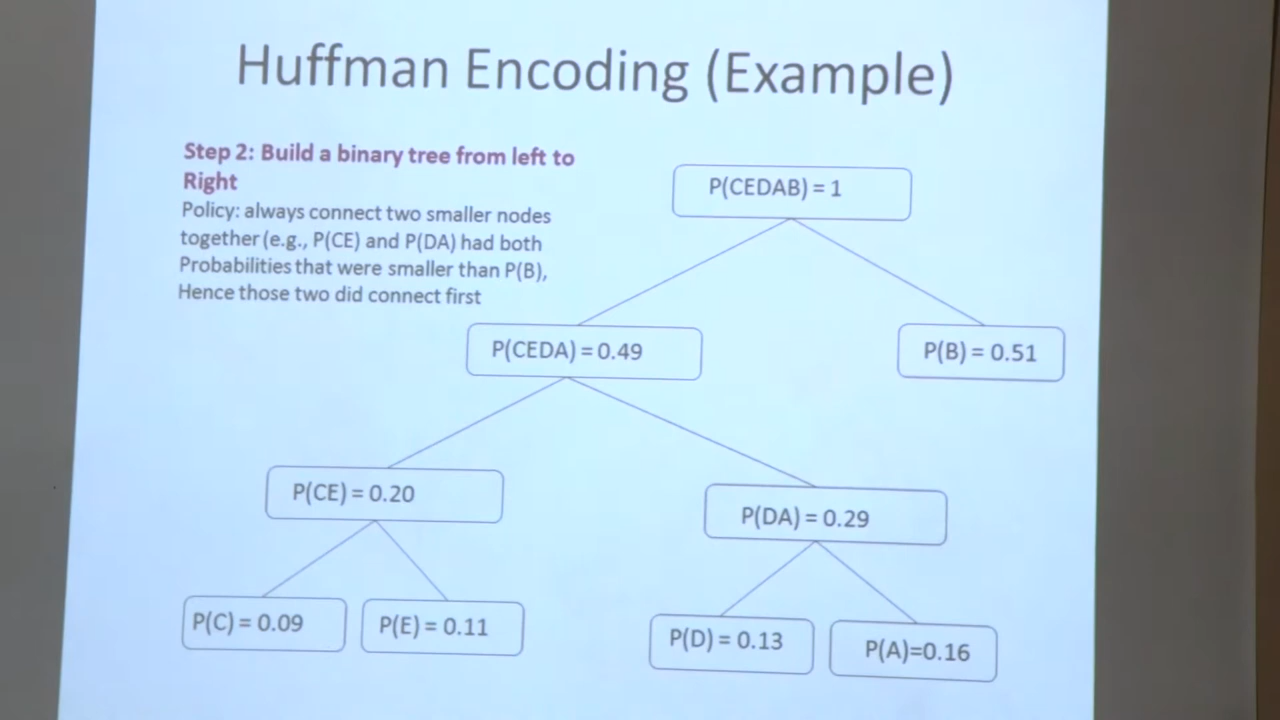 Huffman Encoding (Example)
Step 2: Build a binary tree from left to
Right
Policy: always connect two smaller nodes
together (e.g., P(CE) and P(DA) had both
Probabilities that were smaller than P(B),
Hence those two did connect first
P(CEDAB) = 1
P(CEDA) = 0.49
P(B) = 0.51
P(CE) = 0.20
P(DA) = 0.29
P(C) = 0.09
P(E) = 0.11
P(D) = 0.13
P(A)=0.16